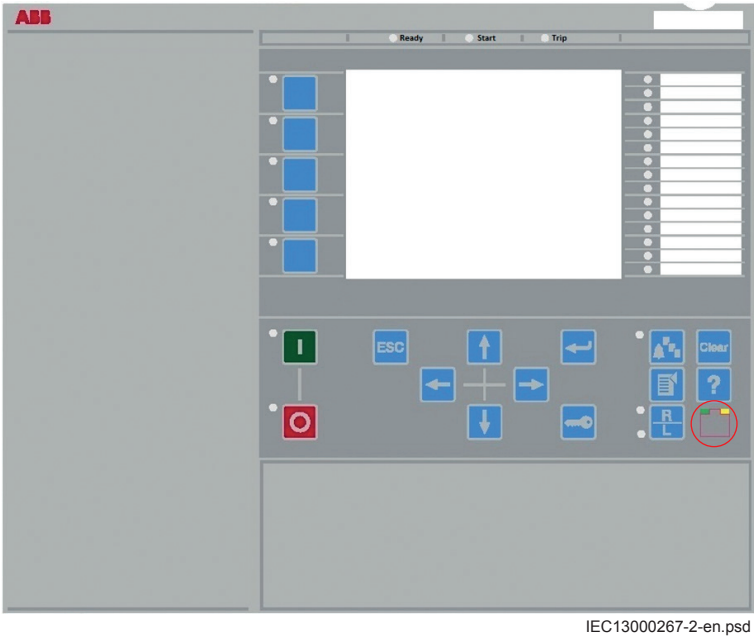 ABB
Ready Start Trip
I
ESC
Clear
?
O
R
L
IEC13000267-2-en.psd